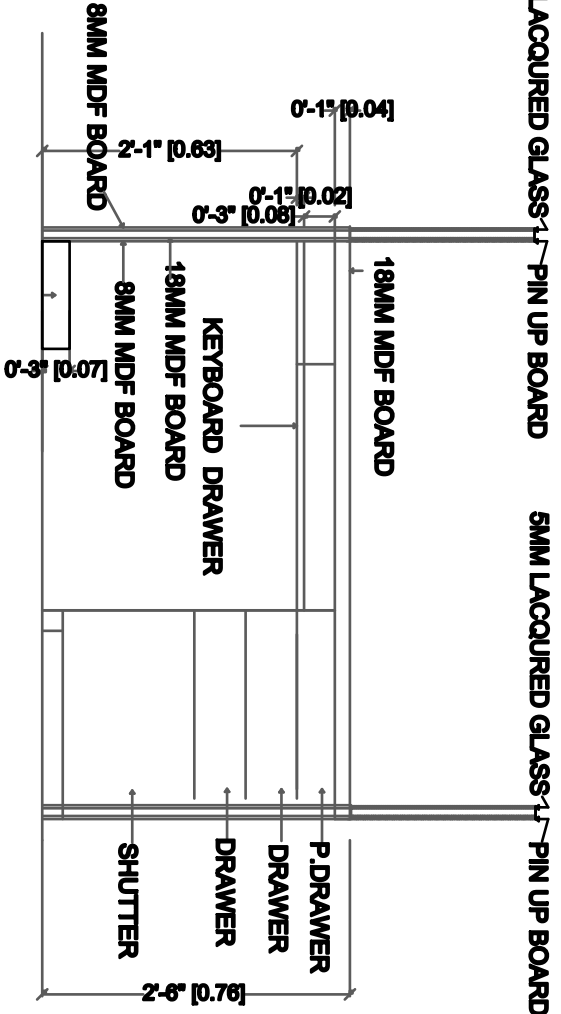 LACQURED GLASS
PIN UP BOARD
5MM LACQURED GLASS
PIN UP BOARD
8MM MDF BOARD
0'-1" [0.04]
2'-1" [0.63]
0'-1" [0.02]
0'-3" [0.08]
18MM MDF BOARD
KEYBOARD DRAWER
18MM MDF BOARD
8MM MDF BOARD
0'-3" [0.07]
P.DRAWER
DRAWER
DRAWER
SHUTTER
2'-6" [0.76]